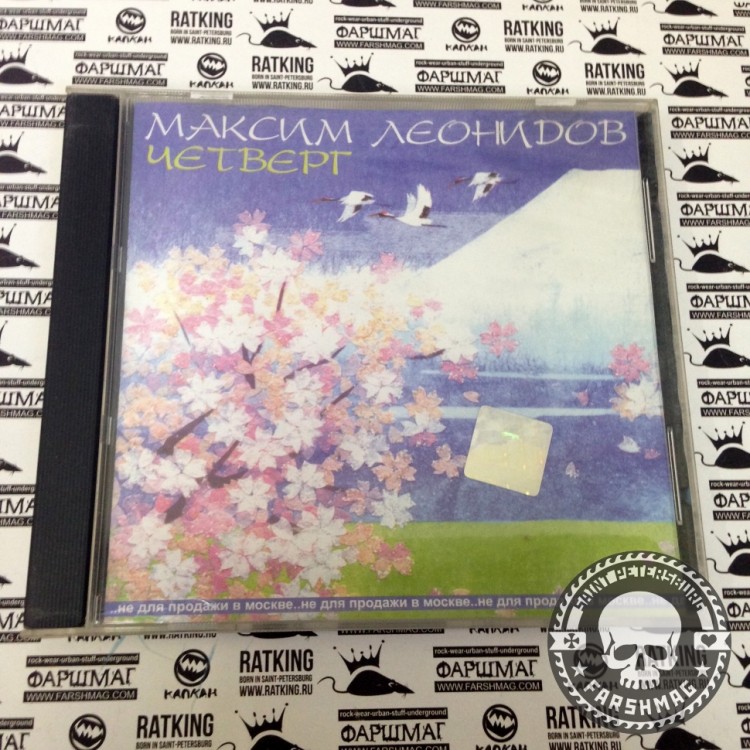 МАКСИМ ЛЕОНИДОВ
ЧЕТВЕРГ
...не для продажи в москве..не для продажи в москве..не для прод
SAINT PETERSBURG
FARSHMAG
rock-wear-urban-stuff-underground
ФАРШМАГ
WWW.FARSHMAG.COM
КАПКАН
RATKING
BORN IN SAINT-PETERSBURG
WWW.RATKING.RU